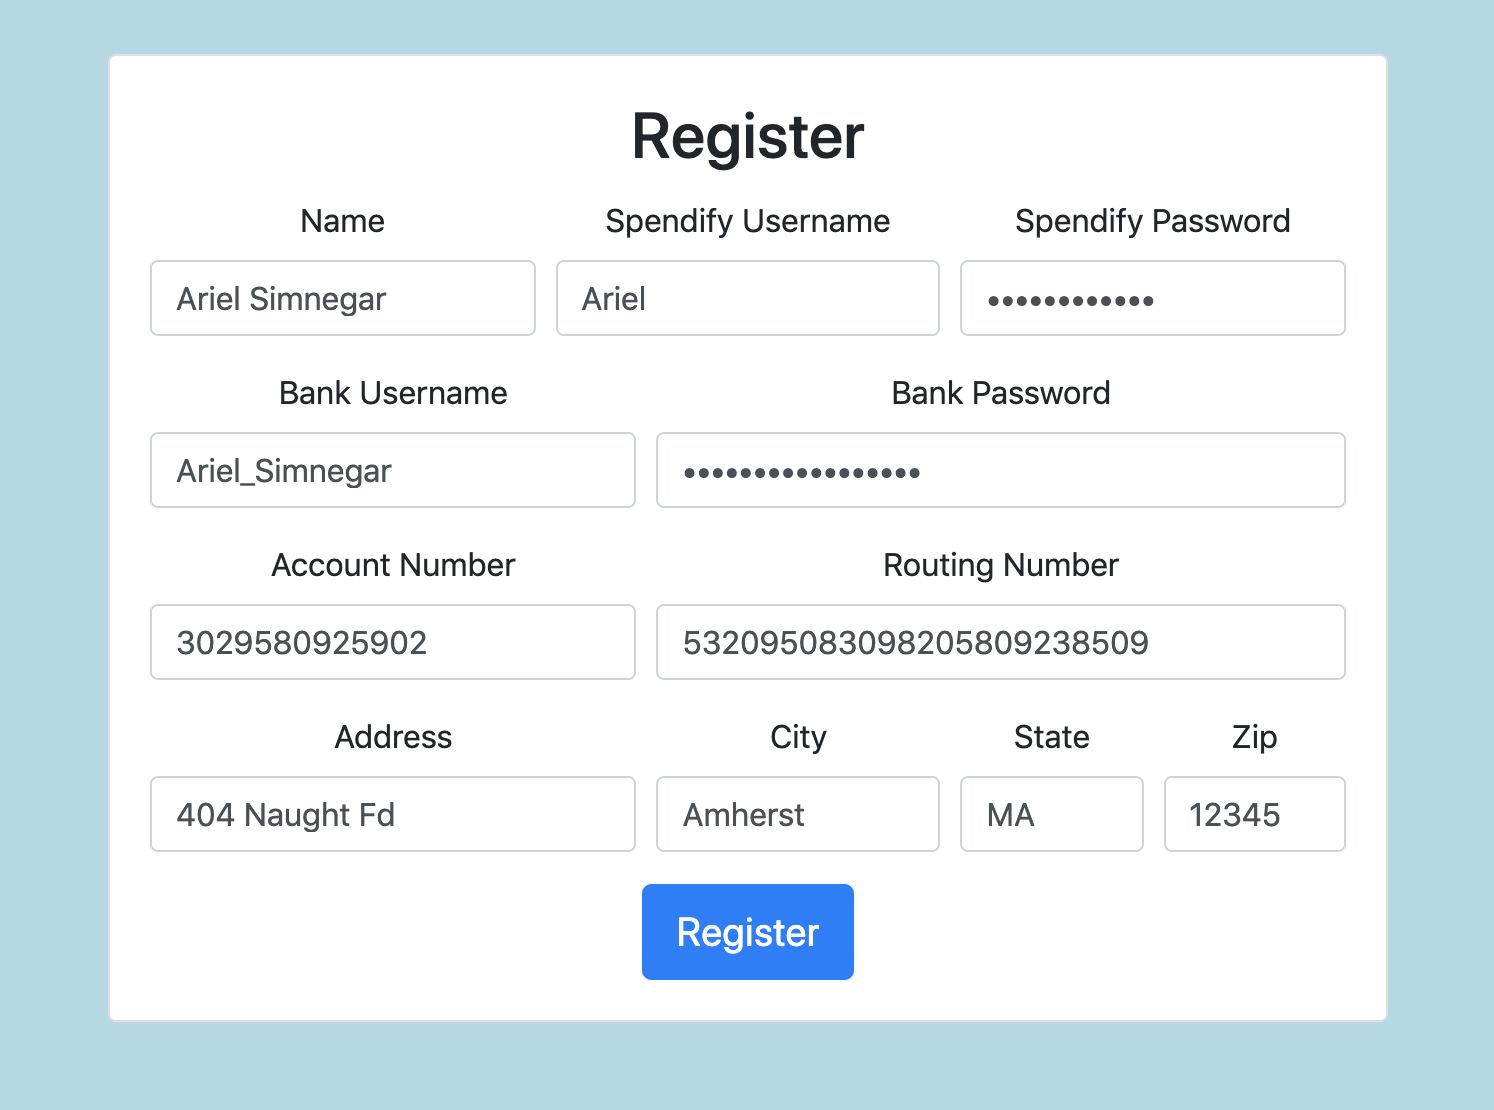 Register
Name Spendify Username Spendify Password
Ariel Simnegar Ariel ••••••••••••
Bank Username Bank Password
Ariel_Simnegar •••••••••••••••••
Account Number Routing Number
3029580925902 532095083098205809238509
Address City State Zip
404 Naught Fd Amherst MA 12345
Register